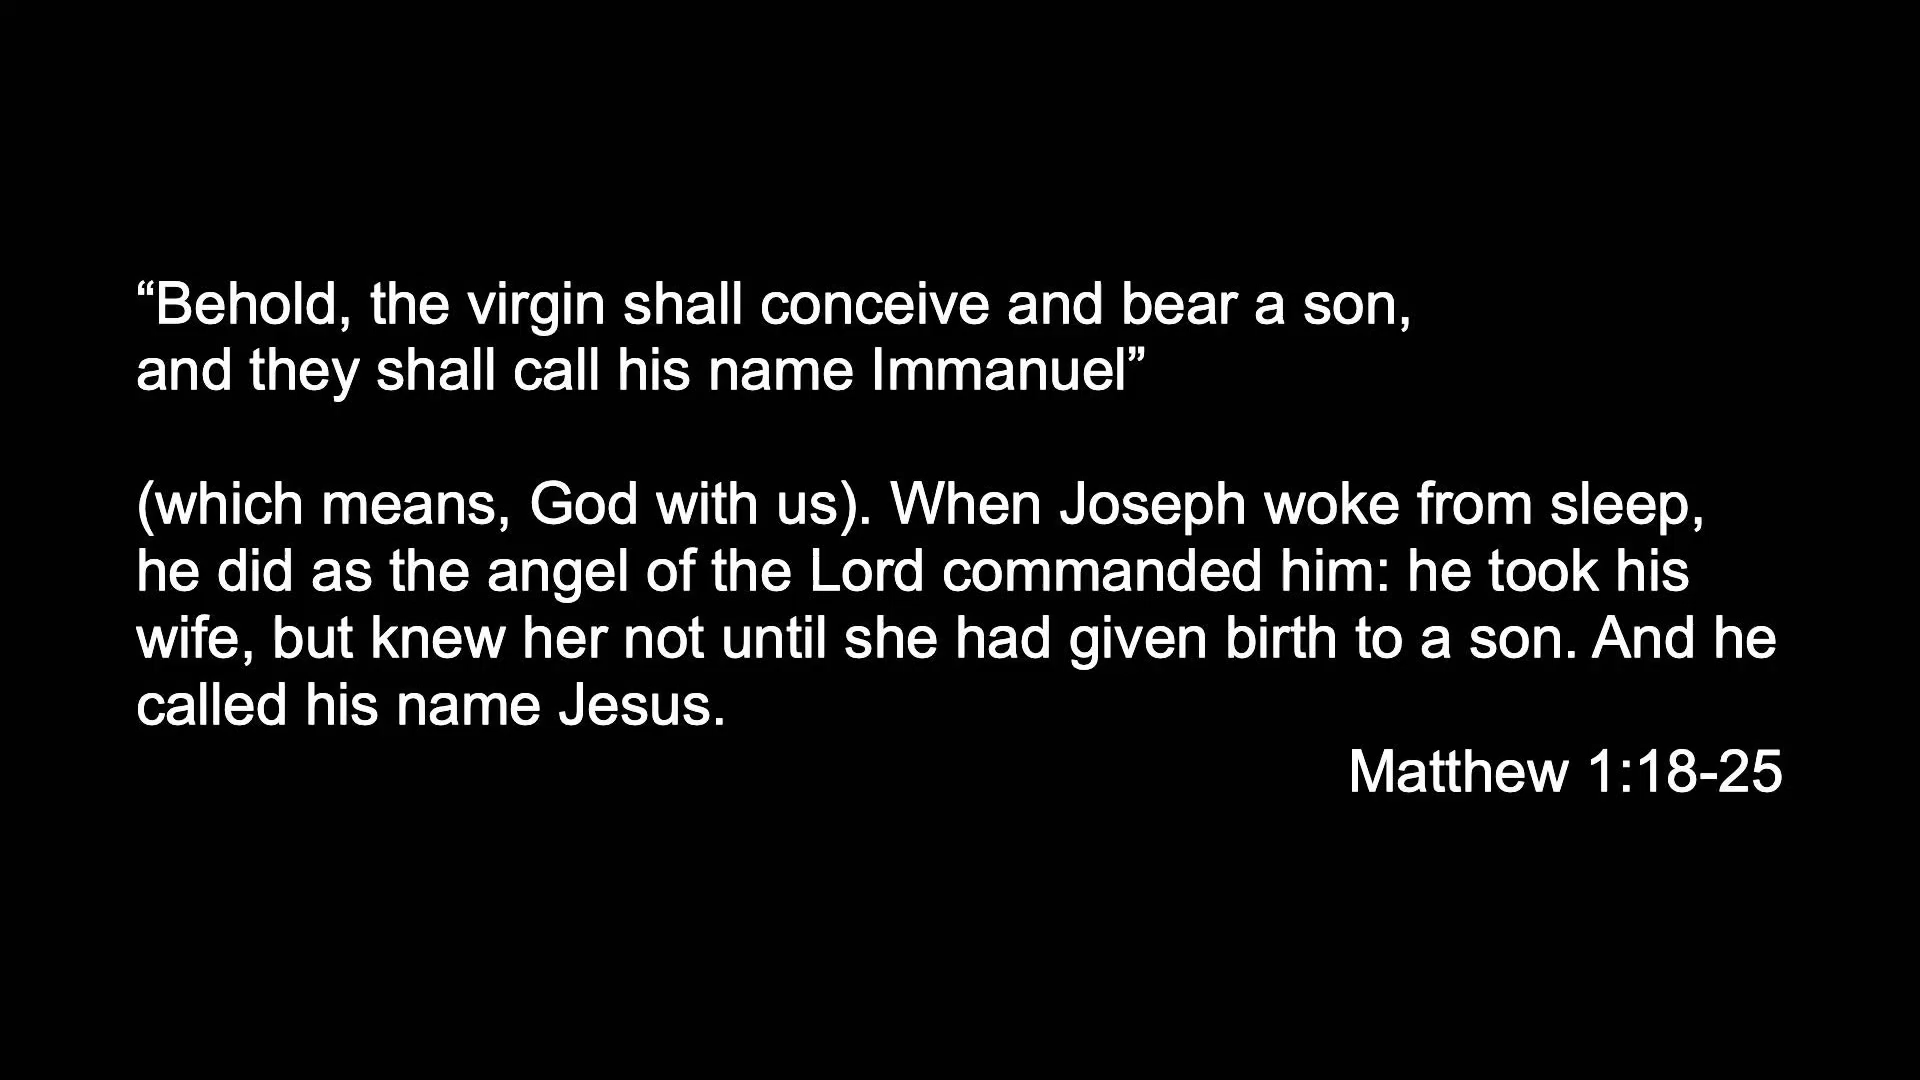 “Behold, the virgin shall conceive and bear a son,
and they shall call his name Immanuel”
(which means, God with us). When Joseph woke from sleep,
he did as the angel of the Lord commanded him: he took his
wife, but knew her not until she had given birth to a son. And he
called his name Jesus.
Matthew 1:18-25